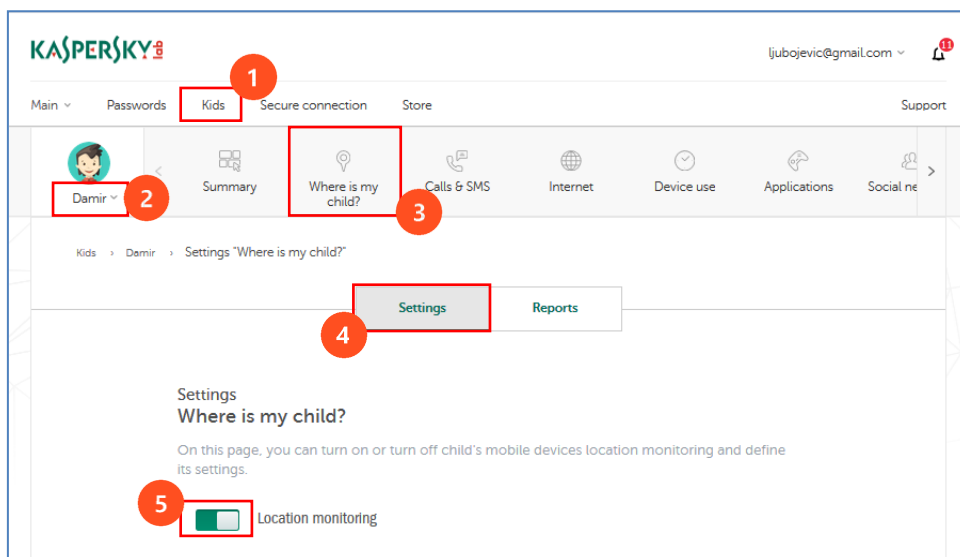 KASPERSKY lab
ljubojevic@gmail.com
11
1
Main Passwords Kids Secure connection Store Support
Summary
Where is my
child?
Calls & SMS
Internet
Device use
Applications
Social ne
Damir
2
3
Kids › Damir › Settings "Where is my child?"
Settings Reports
4
Settings
Where is my child?
On this page, you can turn on or turn off child's mobile devices location monitoring and define
its settings.
5
Location monitoring